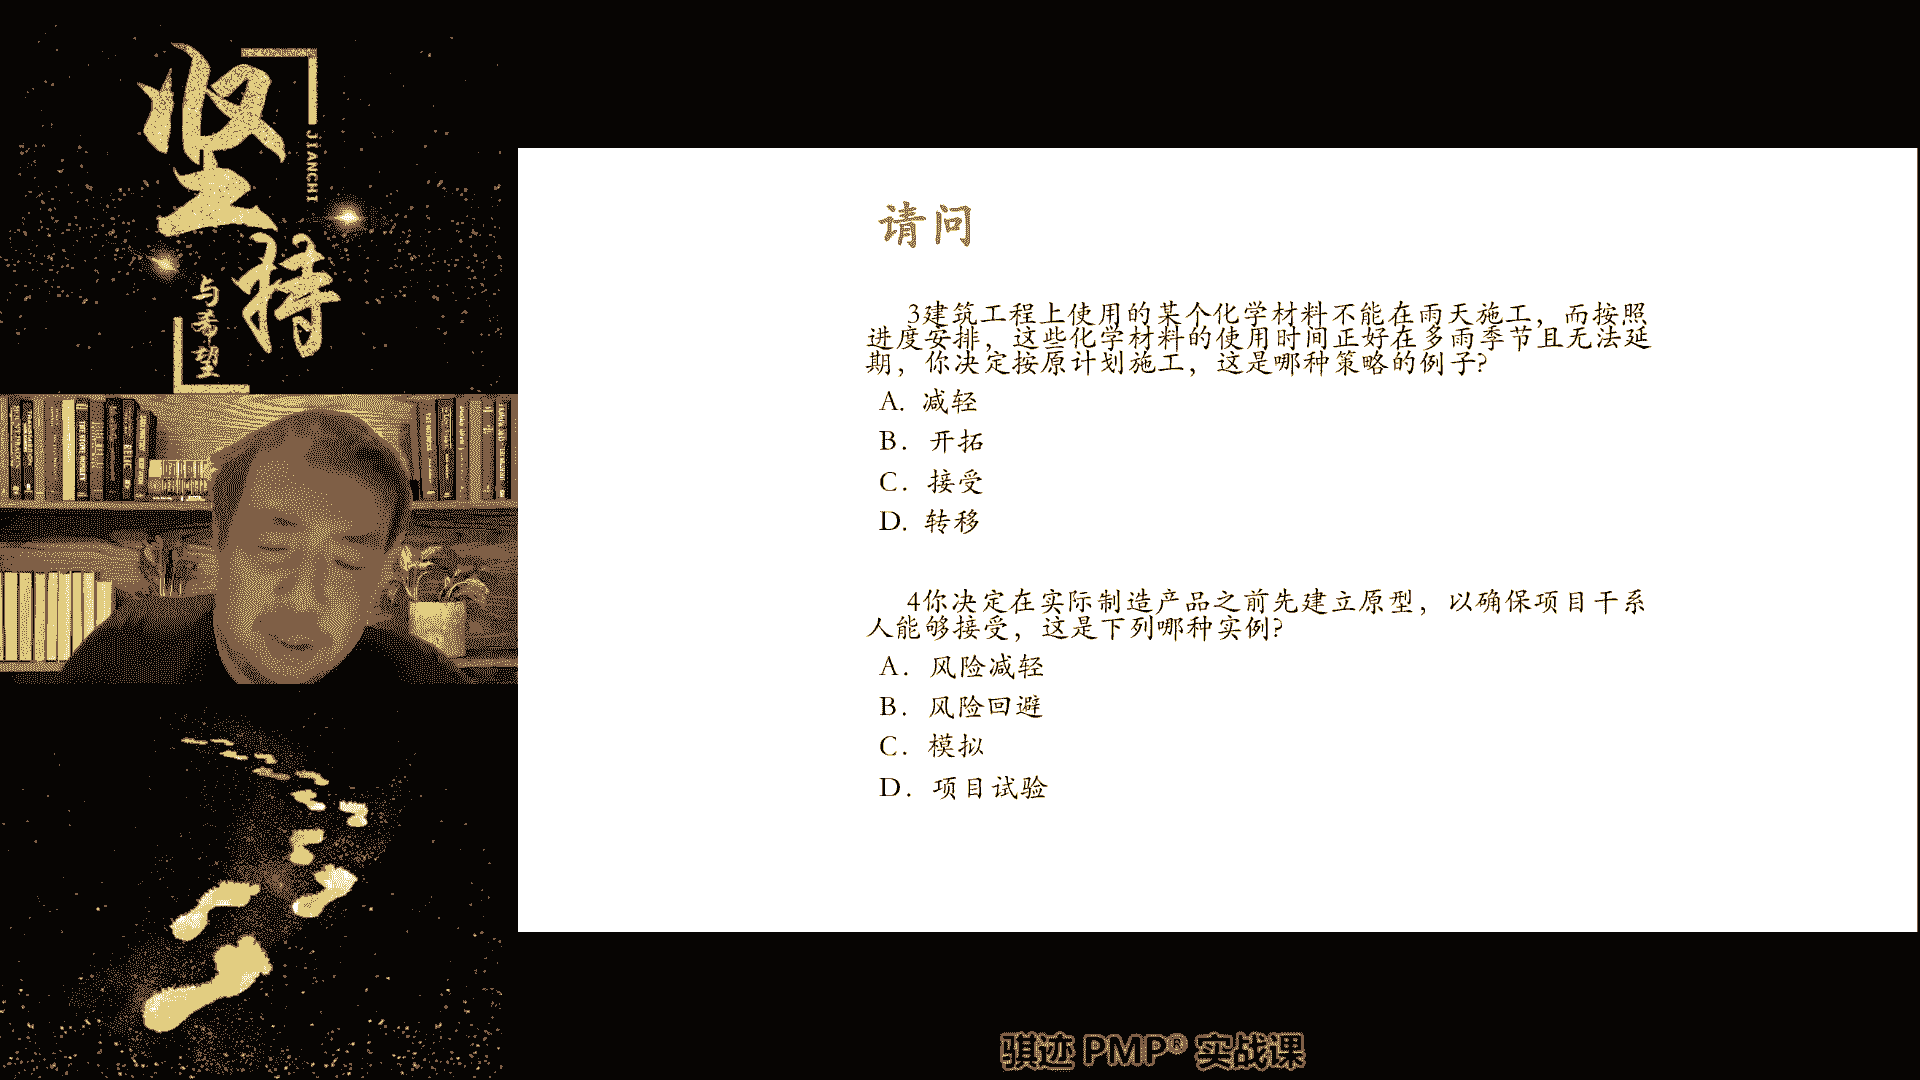 坚持
JIANCHI
与希望
请问
3建筑工程上使用的某个化学材料不能在雨天施工，而按照
进度安排，这些化学材料的使用时间正好在多雨季节且无法延
期，你决定按原计划施工，这是哪种策略的例子?
A. 减轻
B. 开拓
C. 接受
D. 转移
4你决定在实际制造产品之前先建立原型，以确保项目干系
人能够接受，这是下列哪种实例?
A. 风险减轻
B. 风险回避
C. 模拟
D. 项目试验
骐迹 PMP® 实战课